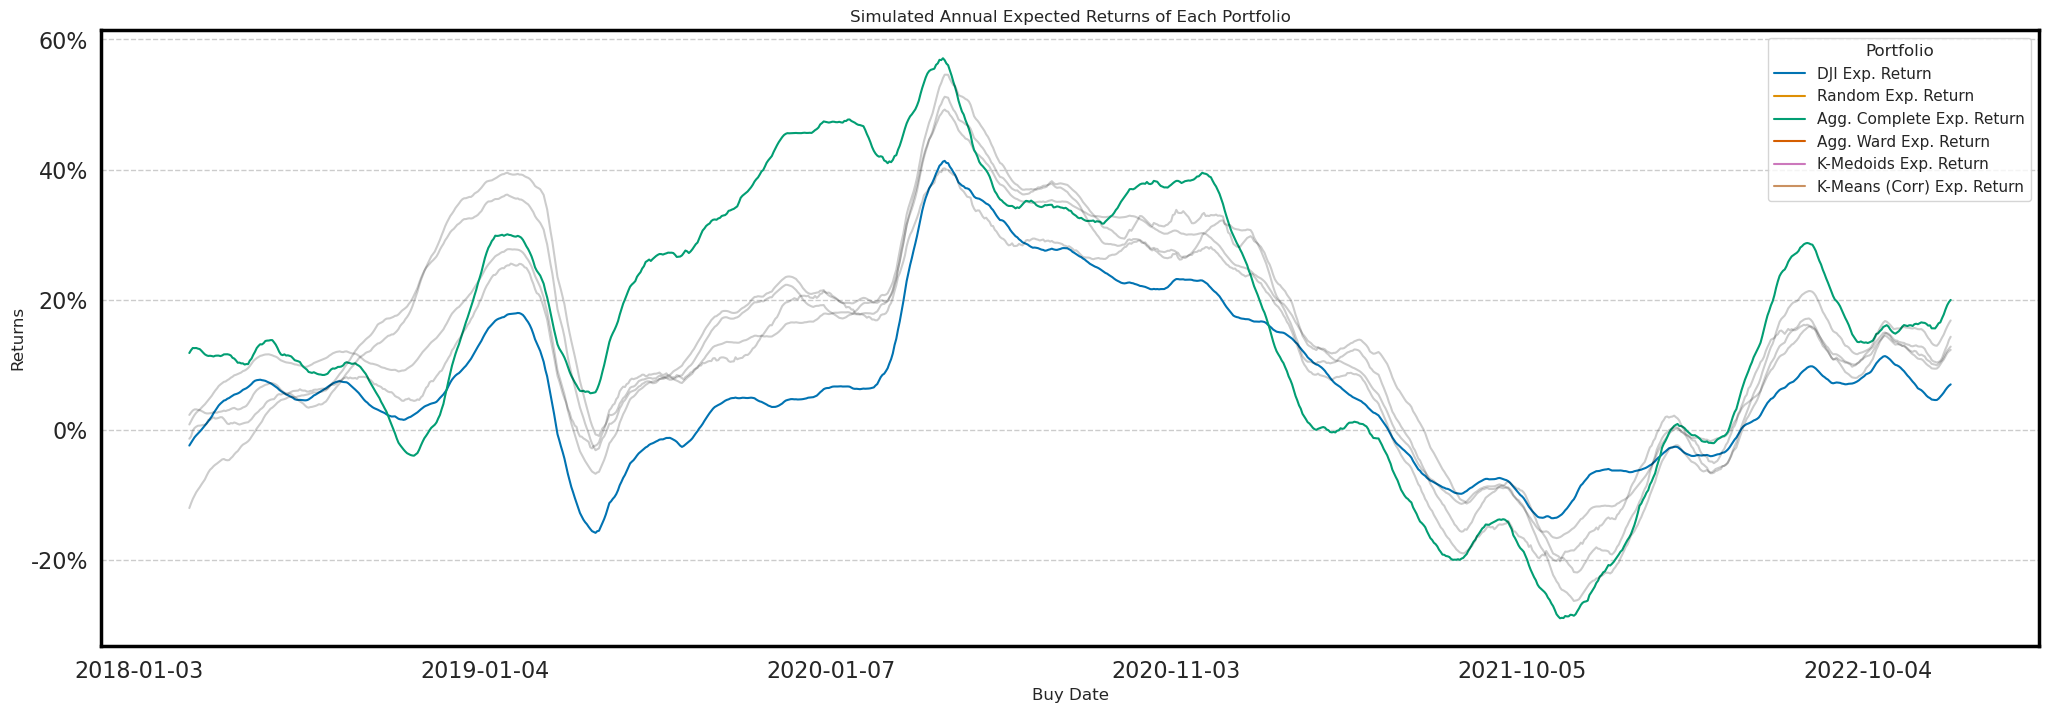 Simulated Annual Expected Returns of Each Portfolio
60%
40%
20%
0%
-20%
Returns
Portfolio
DJI Exp. Return
Random Exp. Return
Agg. Complete Exp. Return
Agg. Ward Exp. Return
K-Medoids Exp. Return
K-Means (Corr) Exp. Return
2018-01-03 2019-01-04 2020-01-07 2020-11-03 2021-10-05 2022-10-04
Buy Date